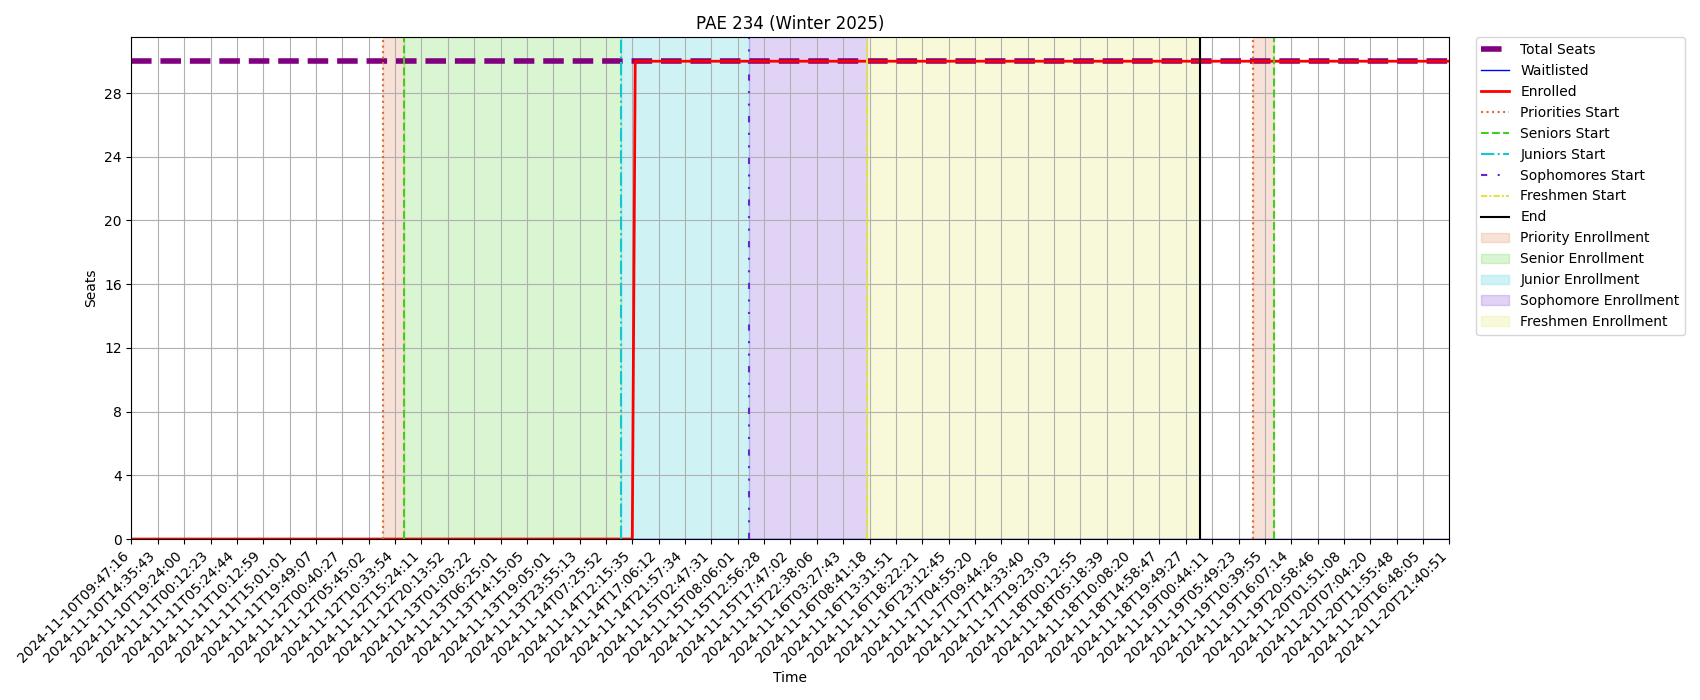 PAE 234 (Winter 2025)
Seats
28
24
20
16
12
8
4
0
2024-11-10T09:47:16
2024-11-10T14:35:43
2024-11-10T19:24:00
2024-11-11T00:12:23
2024-11-11T05:24:44
2024-11-11T10:12:59
2024-11-11T15:01:01
2024-11-11T19:49:07
2024-11-12T00:40:27
2024-11-12T05:45:02
2024-11-12T10:33:54
2024-11-12T15:24:11
2024-11-12T20:13:52
2024-11-13T01:03:22
2024-11-13T06:25:01
2024-11-13T14:15:05
2024-11-13T19:05:01
2024-11-13T23:55:13
2024-11-14T07:25:52
2024-11-14T12:15:35
2024-11-14T17:06:12
2024-11-14T21:57:34
2024-11-15T02:47:31
2024-11-15T08:06:01
2024-11-15T12:56:28
2024-11-15T17:47:02
2024-11-15T22:38:06
2024-11-16T03:27:43
2024-11-16T08:41:18
2024-11-16T13:31:51
2024-11-16T18:22:21
2024-11-16T23:12:45
2024-11-17T04:55:20
2024-11-17T09:44:26
2024-11-17T14:33:40
2024-11-17T19:23:03
2024-11-18T00:12:55
2024-11-18T05:18:39
2024-11-18T10:08:20
2024-11-18T14:58:47
2024-11-18T19:49:27
2024-11-19T00:44:11
2024-11-19T05:49:23
2024-11-19T10:39:55
2024-11-19T16:07:14
2024-11-19T20:58:46
2024-11-20T01:51:08
2024-11-20T07:04:20
2024-11-20T11:55:48
2024-11-20T16:48:05
2024-11-20T21:40:51
Time
Total Seats
Waitlisted
Enrolled
Priorities Start
Seniors Start
Juniors Start
Sophomores Start
Freshmen Start
End
Priority Enrollment
Senior Enrollment
Junior Enrollment
Sophomore Enrollment
Freshmen Enrollment